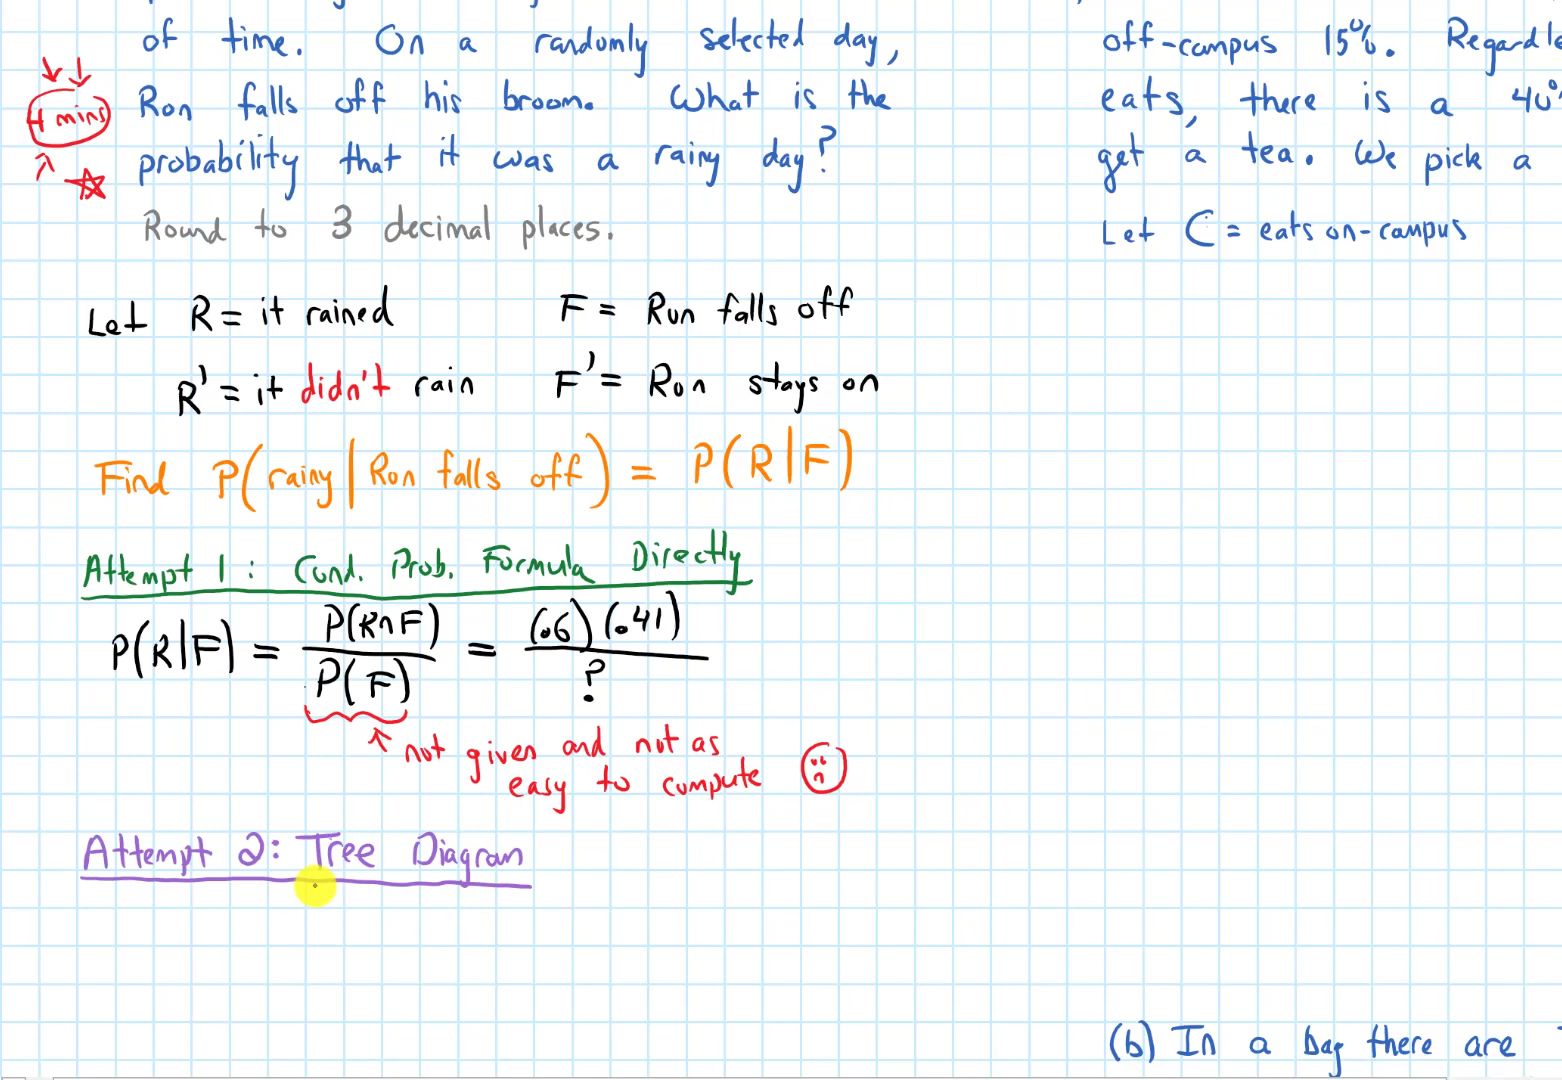 of time. On a randomly selected day,
4 mins
Ron falls off his broom. What is the
probability that it was a rainy day?
Round to 3 decimal places.
Let R = it rained F = Ron falls off
R' = it didn't rain F' = Ron stays on
Find P(rainy | Ron falls off) = P(R|F)
Attempt 1: Cond. Prob. Formula Directly
P(R|F) = P(R∩F) / P(F) = (.6)(.41) / ?
↑ not given and not as
easy to compute
Attempt 2: Tree Diagram
off-campus 15%.
eats, there is a
get a tea. We pick a
Let C = eats on-campus
(b) In a bag there are